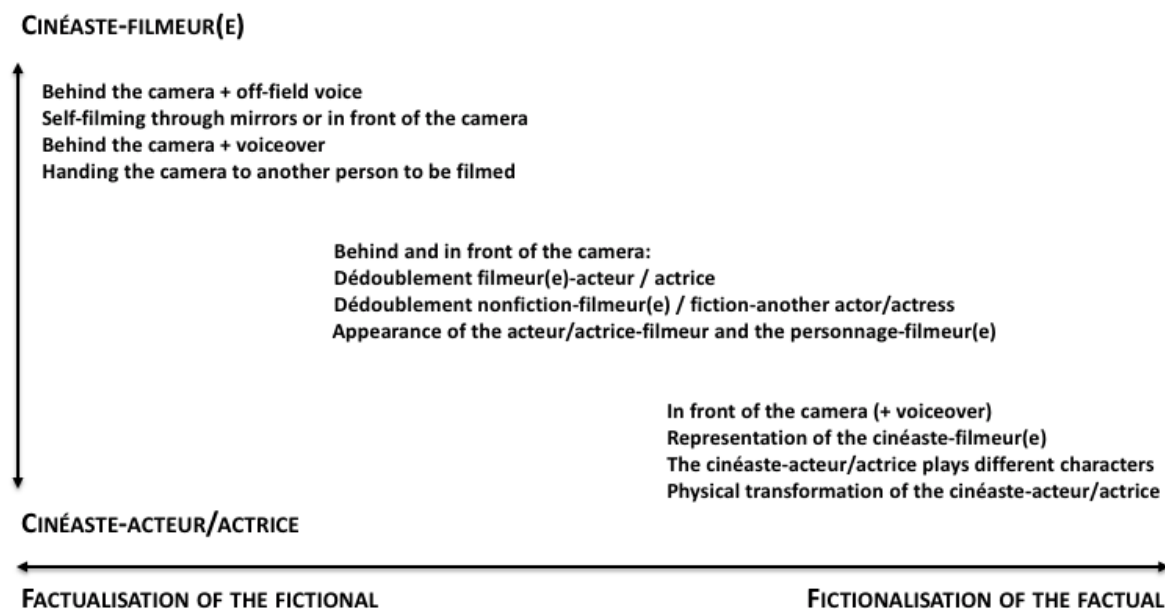 CINÉASTE-FILMEUR(E)
Behind the camera + off-field voice
Self-filming through mirrors or in front of the camera
Behind the camera + voiceover
Handing the camera to another person to be filmed
Behind and in front of the camera:
Dédoublement filmeur(e)-acteur / actrice
Dédoublement nonfiction-filmeur(e) / fiction-another actor/actress
Appearance of the acteur/actrice-filmeur and the personnage-filmeur(e)
In front of the camera (+ voiceover)
Representation of the cinéaste-filmeur(e)
The cinéaste-acteur/actrice plays different characters
Physical transformation of the cinéaste-acteur/actrice
CINÉASTE-ACTEUR/ACTRICE
FACTUALISATION OF THE FICTIONAL
FICTIONALISATION OF THE FACTUAL